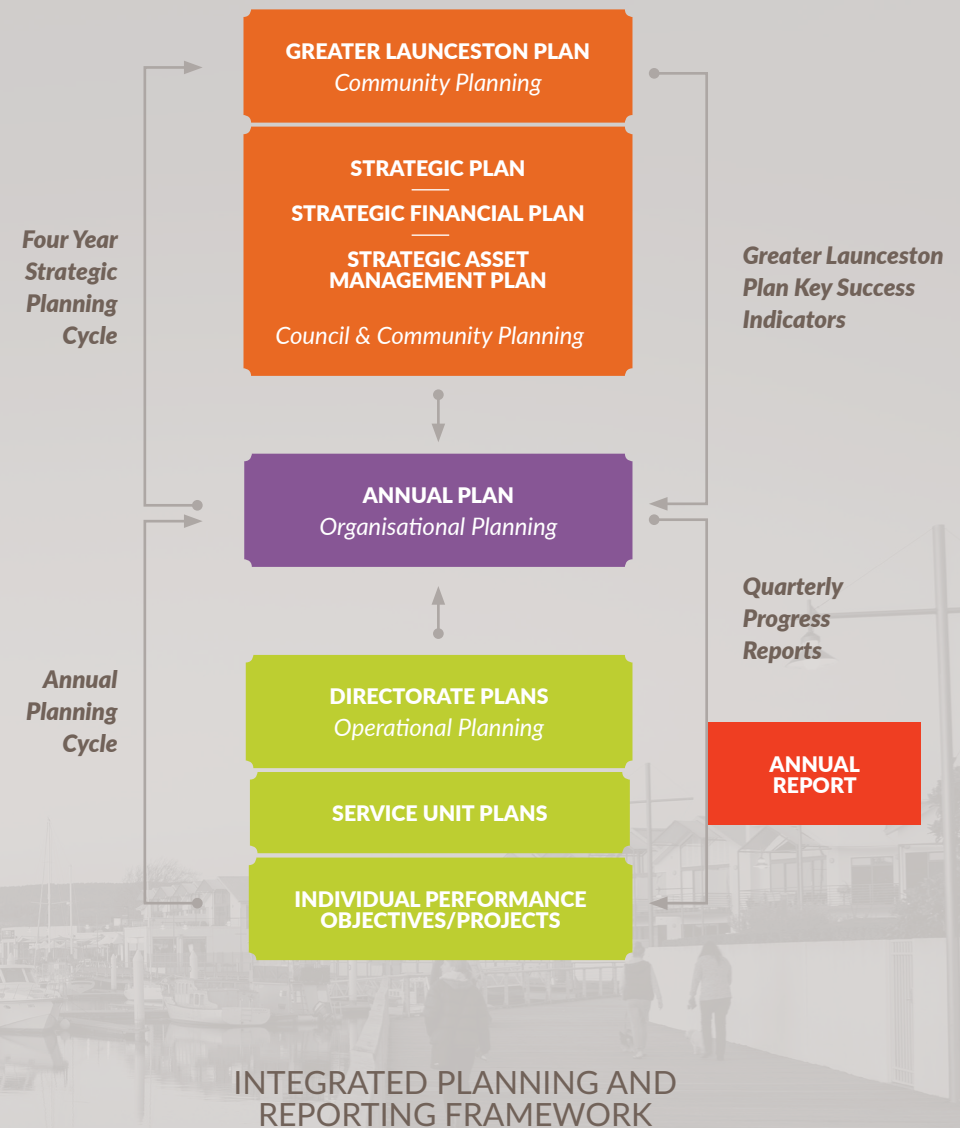 GREATER LAUNCESTON PLAN
Community Planning
STRATEGIC PLAN
STRATEGIC FINANCIAL PLAN
STRATEGIC ASSET
MANAGEMENT PLAN
Council & Community Planning
Four Year
Strategic
Planning
Cycle
Greater Launceston
Plan Key Success
Indicators
ANNUAL PLAN
Organisational Planning
Quarterly
Progress
Reports
Annual
Planning
Cycle
DIRECTORATE PLANS
Operational Planning
SERVICE UNIT PLANS
INDIVIDUAL PERFORMANCE
OBJECTIVES/PROJECTS
ANNUAL
REPORT
INTEGRATED PLANNING AND
REPORTING FRAMEWORK